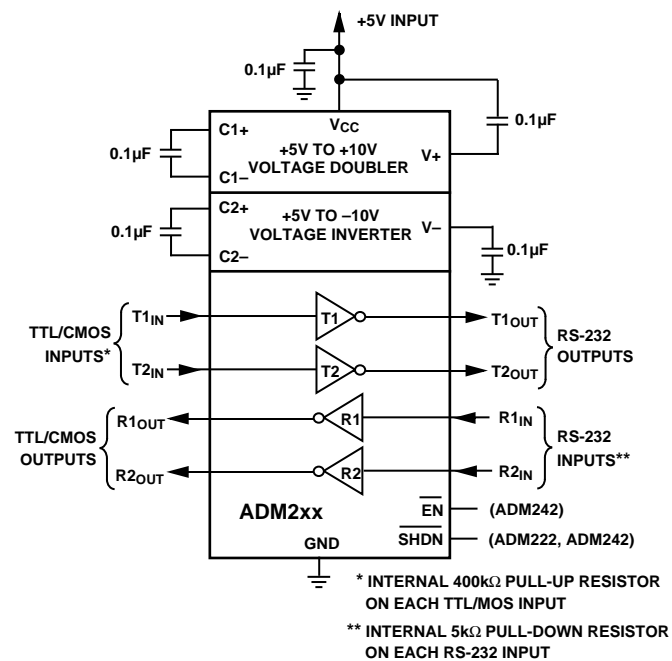 +5V INPUT
0.1µF
0.1µF
0.1µF
C1+
C1–
VCC
+5V TO +10V
VOLTAGE DOUBLER
V+
0.1µF
C2+
C2–
+5V TO –10V
VOLTAGE INVERTER
V–
0.1µF
TTL/CMOS
INPUTS*
T1IN
T1
T1OUT
T2IN
T2
T2OUT
RS-232
OUTPUTS
TTL/CMOS
OUTPUTS
R1OUT
R1
R1IN
R2OUT
R2
R2IN
RS-232
INPUTS**
ADM2xx
GND
E̅N̅
(ADM242)
S̅H̅D̅N̅
(ADM222, ADM242)
* INTERNAL 400kΩ PULL-UP RESISTOR
ON EACH TTL/MOS INPUT
** INTERNAL 5kΩ PULL-DOWN RESISTOR
ON EACH RS-232 INPUT